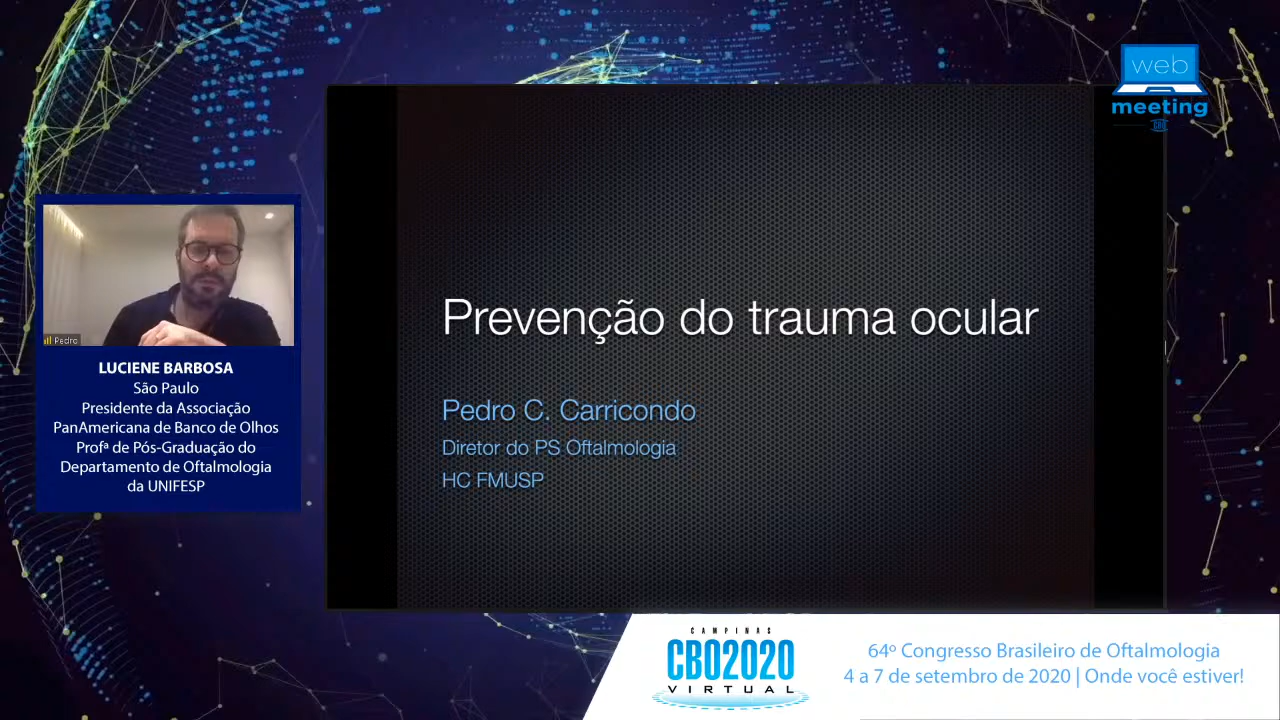 web
meeting
CBO
Pedro
LUCIENE BARBOSA
São Paulo
Presidente da Associação
PanAmericana de Banco de Olhos
Profª de Pós-Graduação do
Departamento de Oftalmologia
da UNIFESP
Prevenção do trauma ocular
Pedro C. Carricondo
Diretor do PS Oftalmologia
HC FMUSP
CAMPINAS
CBO2020
VIRTUAL
64º Congresso Brasileiro de Oftalmologia
4 a 7 de setembro de 2020 | Onde você estiver!